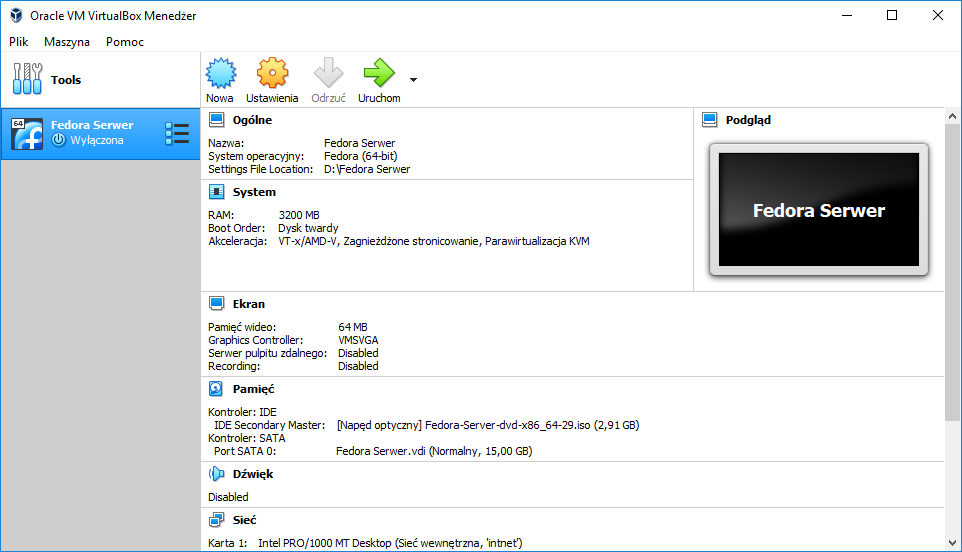 Oracle VM VirtualBox Menedżer
Plik Maszyna Pomoc
Tools
Nowa Ustawienia Odrzuć Uruchom
64
Fedora Serwer
Wyłączona
Ogólne
Nazwa: Fedora Serwer
System operacyjny: Fedora (64-bit)
Settings File Location: D:\Fedora Serwer
Podgląd
Fedora Serwer
System
RAM: 3200 MB
Boot Order: Dysk twardy
Akceleracja: VT-x/AMD-V, Zagnieżdżone stronicowanie, Parawirtualizacja KVM
Ekran
Pamięć wideo: 64 MB
Graphics Controller: VMSVGA
Serwer pulpitu zdalnego: Disabled
Recording: Disabled
Pamięć
Kontroler: IDE
IDE Secondary Master: [Napęd optyczny] Fedora-Server-dvd-x86_64-29.iso (2,91 GB)
Kontroler: SATA
Port SATA 0: Fedora Serwer.vdi (Normalny, 15,00 GB)
Dźwięk
Disabled
Sieć
Karta 1: Intel PRO/1000 MT Desktop (Sieć wewnętrzna, 'intnet')